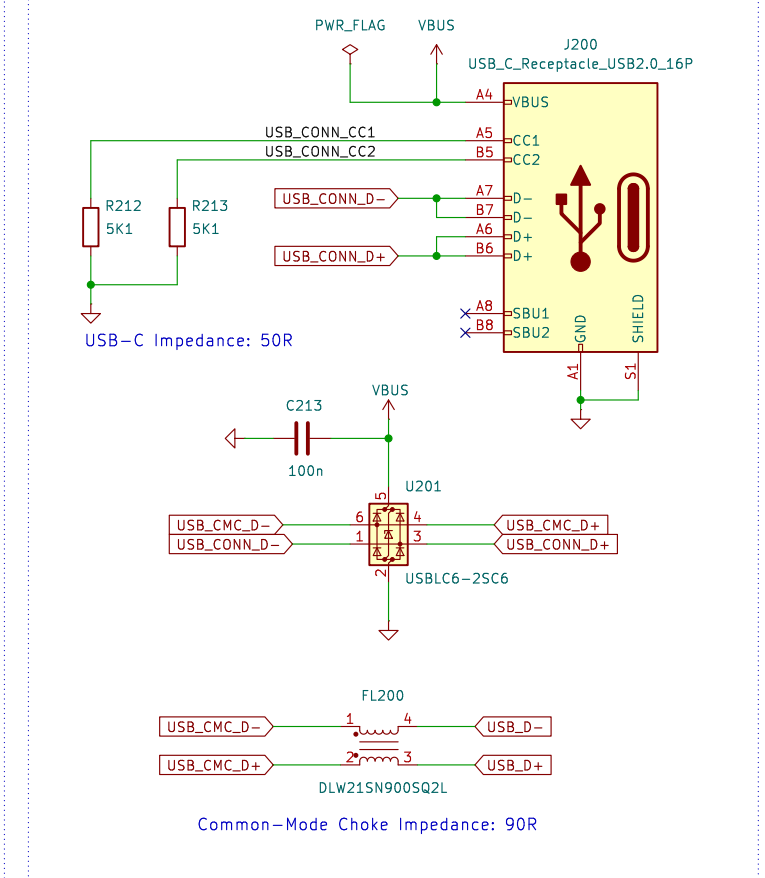 PWR_FLAG
VBUS
J200
USB_C_Receptacle_USB2.0_16P
A4
VBUS
USB_CONN_CC1
A5
CC1
USB_CONN_CC2
B5
CC2
R212
5K1
R213
5K1
USB_CONN_D-
A7
D-
B7
D-
A6
D+
USB_CONN_D+
B6
D+
A8
SBU1
B8
SBU2
GND
SHIELD
A1
S1
USB-C Impedance: 50R
VBUS
C213
100n
U201
5
USB_CMC_D-
6
4
USB_CMC_D+
USB_CONN_D-
1
3
USB_CONN_D+
2
USBLC6-2SC6
FL200
USB_CMC_D-
1
4
USB_D-
USB_CMC_D+
2
3
USB_D+
DLW21SN900SQ2L
Common-Mode Choke Impedance: 90R